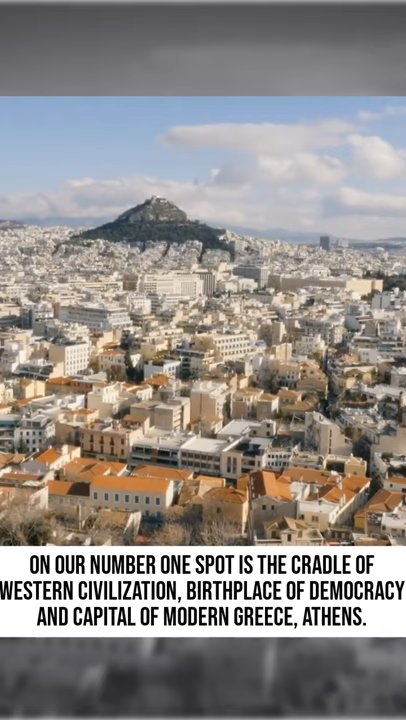 ON OUR NUMBER ONE SPOT IS THE CRADLE OF
WESTERN CIVILIZATION, BIRTHPLACE OF DEMOCRACY
AND CAPITAL OF MODERN GREECE, ATHENS.